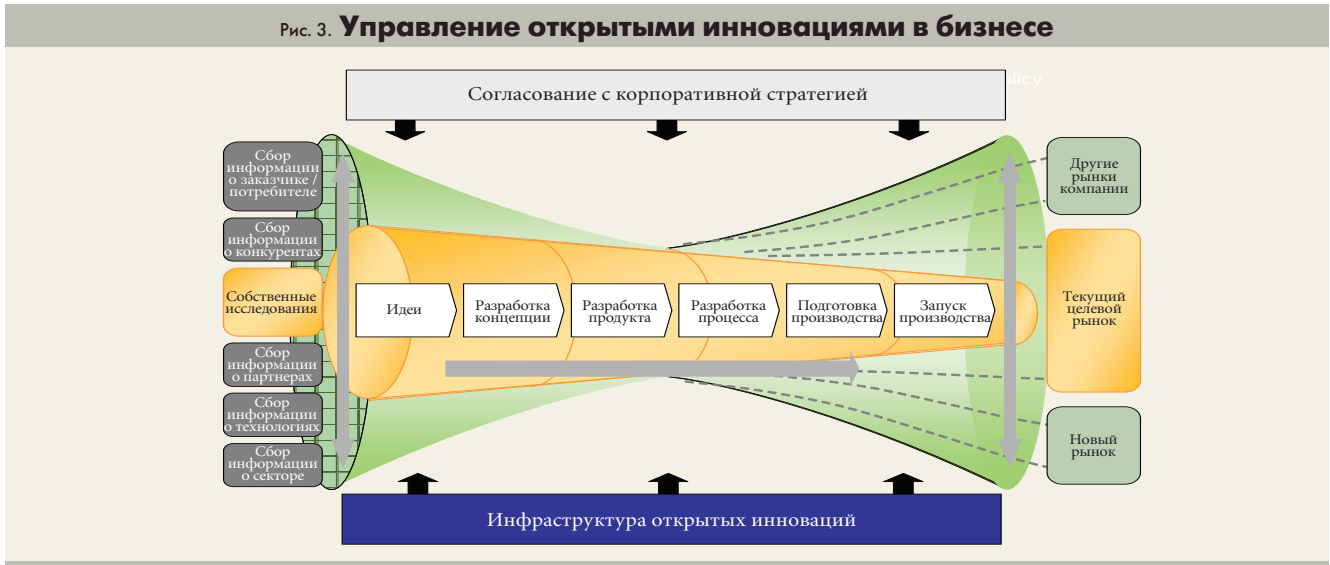 Рис. 3. Управление открытыми инновациями в бизнесе
olicy
Согласование с корпоративной стратегией
Сбор
информации
о заказчике /
потребителе
Сбор
информации
о конкурентах
Собственные
исследования
Сбор
информации
о партнерах
Сбор
информации
о технологиях
Сбор
информации
о секторе
Идеи
Разработка
концепции
Разработка
продукта
Разработка
процесса
Подготовка
производства
Запуск
производства
Другие
рынки
компании
Текущий
целевой
рынок
Новый
рынок
Инфраструктура открытых инноваций